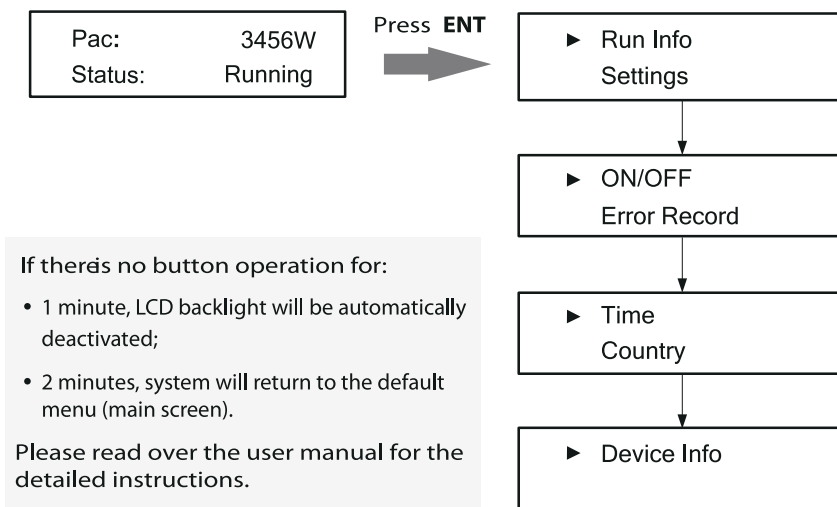 Pac: 3456W
Status: Running
Press ENT
► Run Info
Settings
► ON/OFF
Error Record
► Time
Country
► Device Info
If thereis no button operation for:
• 1 minute, LCD backlight will be automatically
deactivated;
• 2 minutes, system will return to the default
menu (main screen).
Please read over the user manual for the
detailed instructions.